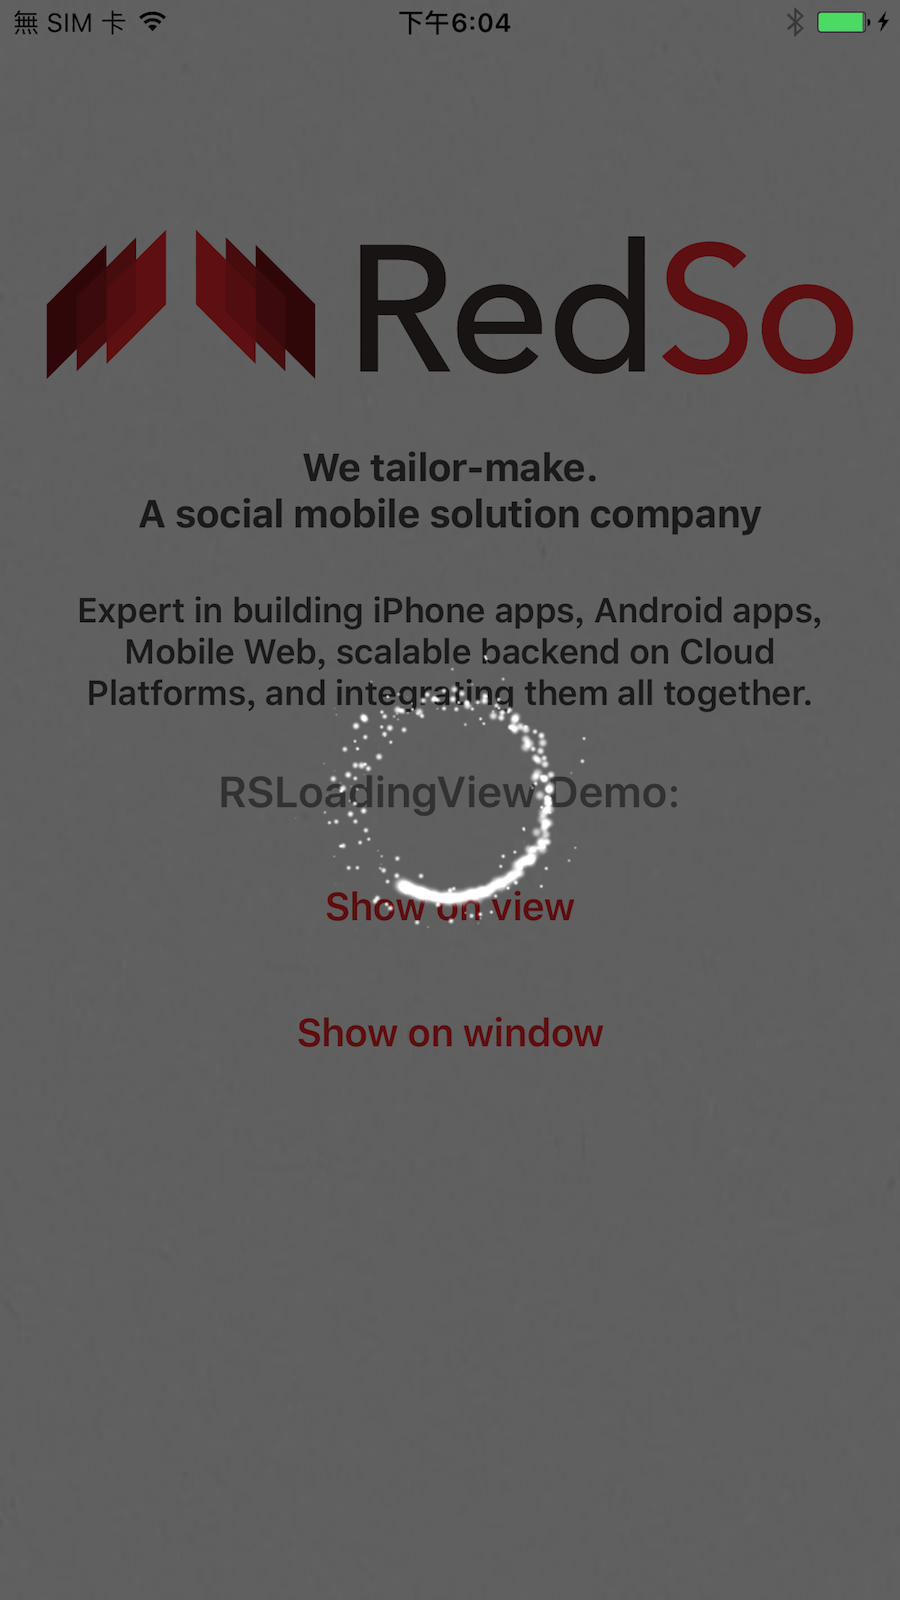 無 SIM 卡
下午6:04
RedSo
We tailor-make.
A social mobile solution company
Expert in building iPhone apps, Android apps,
Mobile Web, scalable backend on Cloud
Platforms, and integrating them all together.
RSLoadingView Demo:
Show on view
Show on window